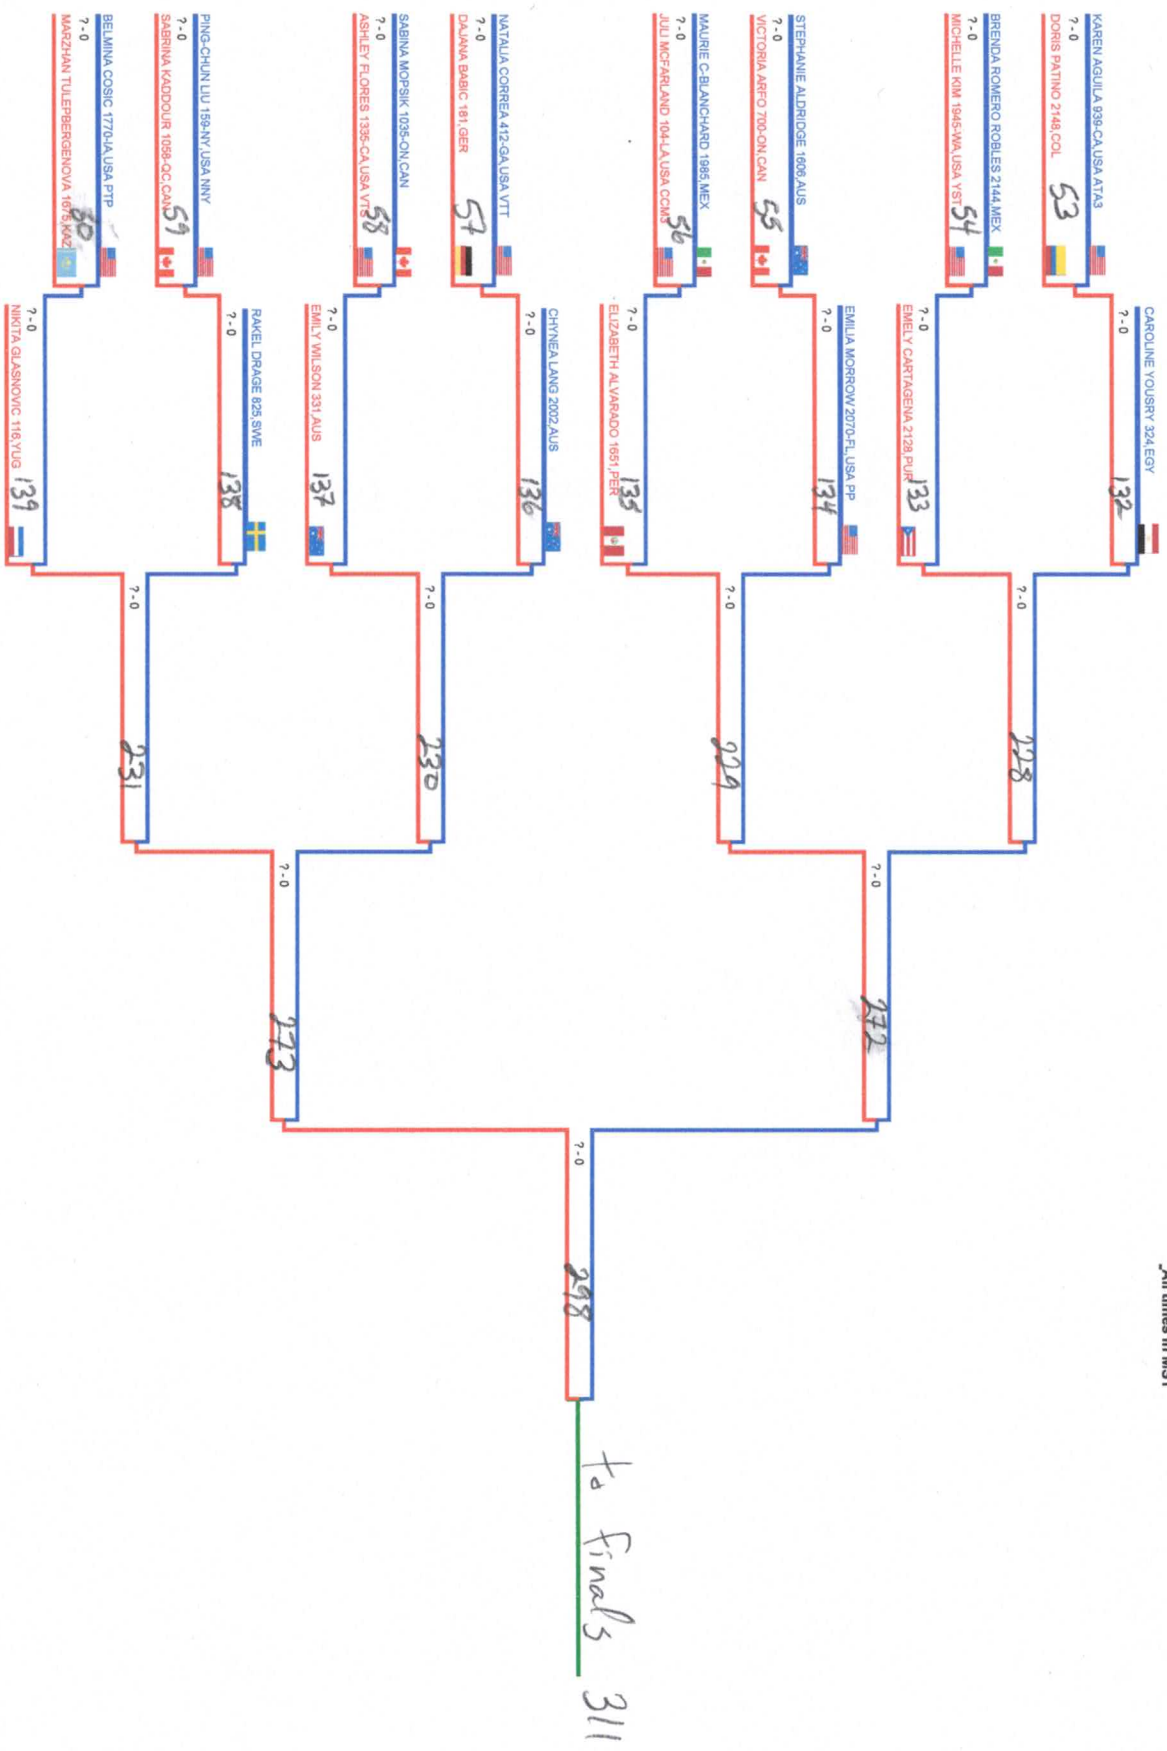 _All times in MST
CAROLINE YOUSRY 324,EGY
? - 0
132
KAREN AGUILA 939-CA,USA ATA3
? - 0
53
DORIS PATINO 2148,COL
? - 0
228
BRENDA ROMERO ROBLES 2144,MEX
? - 0
54
MICHELLE KIM 1945-WA,USA YST
? - 0
133
EMELY CARTAGENA 2128,PUR
? - 0
272
EMILIA MORROW 2070-FL,USA PP
? - 0
134
STEPHANIE ALDRIDGE 1606,AUS
? - 0
55
VICTORIA ARFO 700-ON,CAN
? - 0
229
MAURIE C-BLANCHARD 1985,MEX
? - 0
56
JULI MCFARLAND 104-LA,USA CCMS
? - 0
135
ELIZABETH ALVARADO 1651,PER
? - 0
298
to finals 311
CHYNEA LANG 2002,AUS
? - 0
136
NATALIA CORREA 412-GA,USA VTT
? - 0
57
DAJANA BABIC 181,GER
? - 0
230
SABINA MOPSIK 1035-ON,CAN
? - 0
58
ASHLEY FLORES 1335-CA,USA VTS
? - 0
137
EMILY WILSON 331,AUS
? - 0
273
RAKEL DRAGE 825,SWE
? - 0
138
PING-CHUN LIU 159-NY,USA NNY
? - 0
59
SABRINA KADDOUR 1058-QC,CAN
? - 0
231
BELMINA COSIC 1770-IA,USA PTP
? - 0
60
MARZHAN TULEPBERGENOVA 1675,KAZ
? - 0
139
NIKITA GLASNOVIC 116,YUG